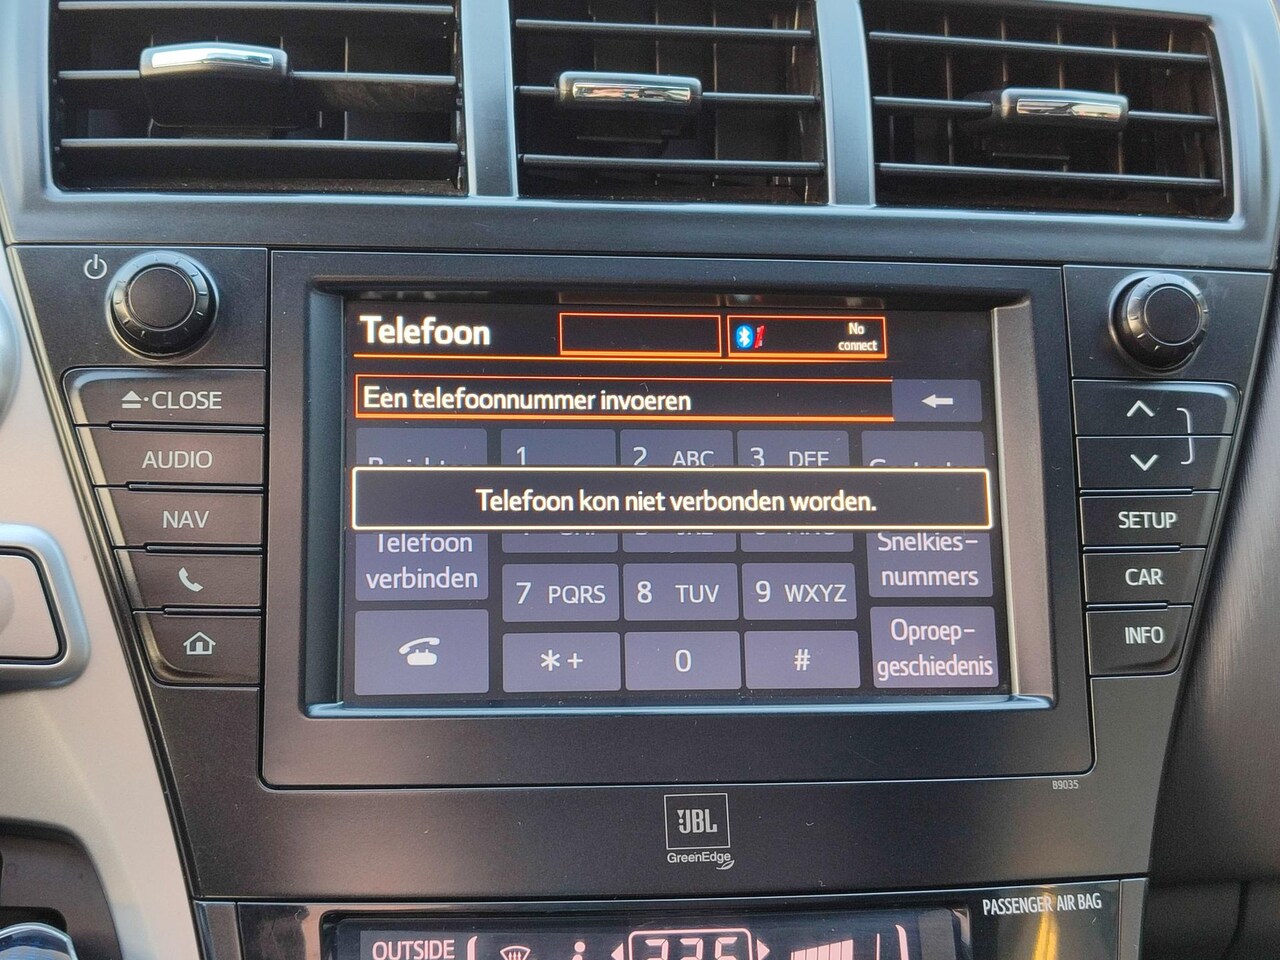 Telefoon
No
connect
Een telefoonnummer invoeren
1
2 ABC
3 DEF
Telefoon kon niet verbonden worden.
Telefoon
verbinden
Snelkies-
nummers
7 PQRS
8 TUV
9 WXYZ
Oproep-
geschiedenis
*+
0
#
CLOSE
AUDIO
NAV
SETUP
CAR
INFO
B9035
JBL
GreenEdge
PASSENGER AIR BAG
OUTSIDE